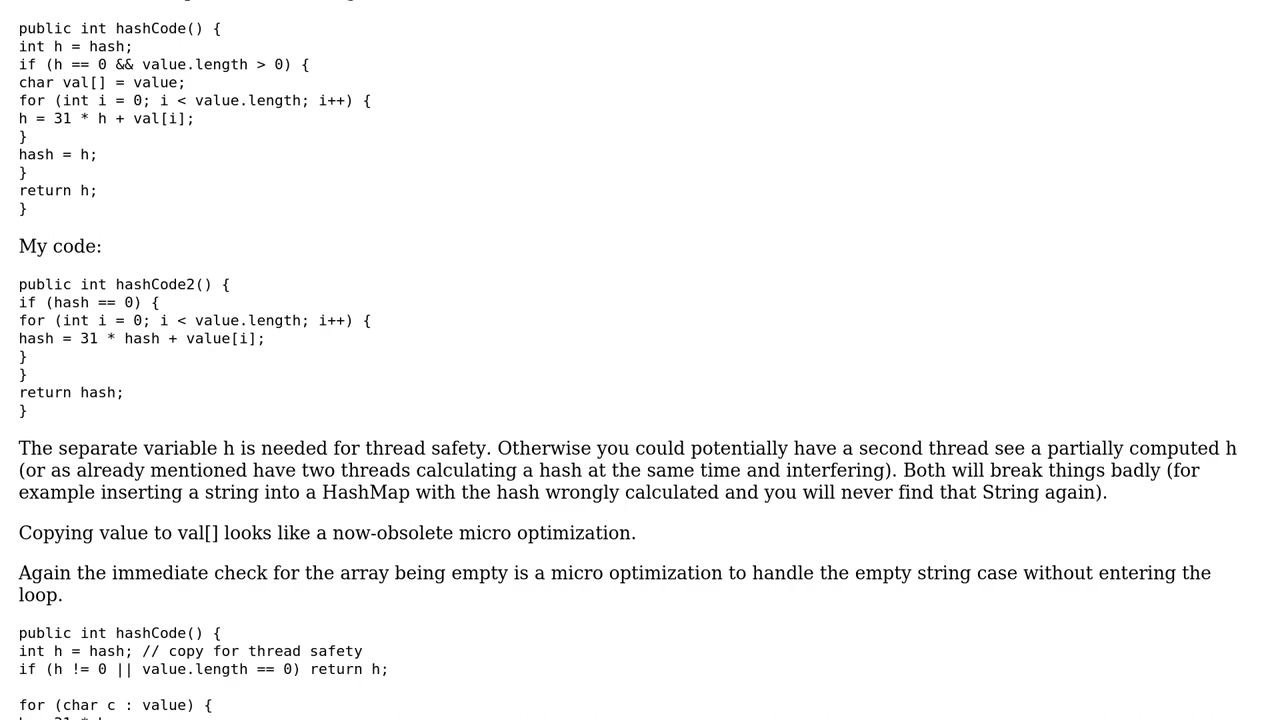 public int hashCode() {
int h = hash;
if (h == 0 && value.length > 0) {
char val[] = value;
for (int i = 0; i < value.length; i++) {
h = 31 * h + val[i];
}
hash = h;
}
return h;
}
My code:
public int hashCode2() {
if (hash == 0) {
for (int i = 0; i < value.length; i++) {
hash = 31 * hash + value[i];
}
}
return hash;
}
The separate variable h is needed for thread safety. Otherwise you could potentially have a second thread see a partially computed h
(or as already mentioned have two threads calculating a hash at the same time and interfering). Both will break things badly (for
example inserting a string into a HashMap with the hash wrongly calculated and you will never find that String again).
Copying value to val[] looks like a now-obsolete micro optimization.
Again the immediate check for the array being empty is a micro optimization to handle the empty string case without entering the
loop.
public int hashCode() {
int h = hash; // copy for thread safety
if (h != 0 || value.length == 0) return h;
for (char c : value) {